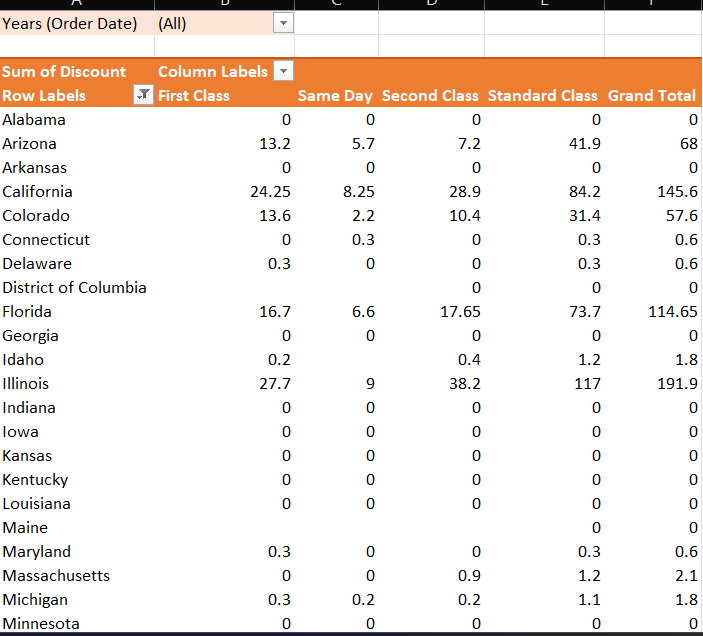 Years (Order Date) (All)
Sum of Discount Column Labels
Row Labels First Class Same Day Second Class Standard Class Grand Total
Alabama 0 0 0 0 0
Arizona 13.2 5.7 7.2 41.9 68
Arkansas 0 0 0 0 0
California 24.25 8.25 28.9 84.2 145.6
Colorado 13.6 2.2 10.4 31.4 57.6
Connecticut 0 0.3 0 0.3 0.6
Delaware 0.3 0 0 0.3 0.6
District of Columbia 0 0 0
Florida 16.7 6.6 17.65 73.7 114.65
Georgia 0 0 0 0 0
Idaho 0.2 0.4 1.2 1.8
Illinois 27.7 9 38.2 117 191.9
Indiana 0 0 0 0 0
Iowa 0 0 0 0 0
Kansas 0 0 0 0 0
Kentucky 0 0 0 0 0
Louisiana 0 0 0 0 0
Maine 0 0
Maryland 0.3 0 0 0.3 0.6
Massachusetts 0 0 0.9 1.2 2.1
Michigan 0.3 0.2 0.2 1.1 1.8
Minnesota 0 0 0 0 0